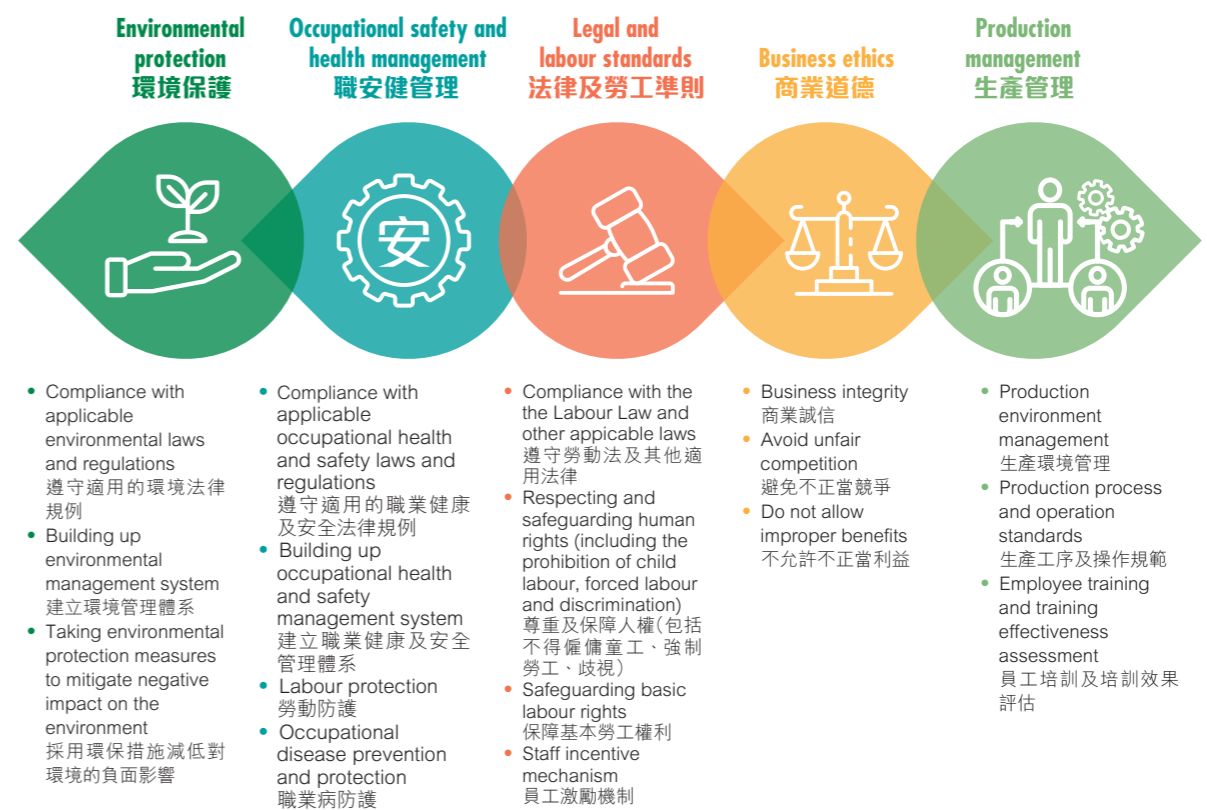 Environmental
protection
環境保護
Occupational safety and
health management
職安健管理
Legal and
labour standards
法律及勞工準則
Business ethics
商業道德
Production
management
生產管理
安
• Compliance with
applicable
environmental laws
and regulations
遵守適用的環境法律
規例
• Building up
environmental
management system
建立環境管理體系
• Taking environmental
protection measures
to mitigate negative
impact on the
environment
採用環保措施減低對
環境的負面影響
• Compliance with
applicable
occupational health
and safety laws and
regulations
遵守適用的職業健康
及安全法律規例
• Building up
occupational health
and safety
management system
建立職業健康及安全
管理體系
• Labour protection
勞動防護
• Occupational
disease prevention
and protection
職業病防護
• Compliance with the
the Labour Law and
other appicable laws
遵守勞動法及其他適
用法律
• Respecting and
safeguarding human
rights (including the
prohibition of child
labour, forced labour
and discrimination)
尊重及保障人權（包括
不得僱傭童工、強制
勞工、歧視）
• Safeguarding basic
labour rights
保障基本勞工權利
• Staff incentive
mechanism
員工激勵機制
• Business integrity
商業誠信
• Avoid unfair
competition
避免不正當競爭
• Do not allow
improper benefits
不允許不正當利益
• Production
environment
management
生產環境管理
• Production process
and operation
standards
生產工序及操作規範
• Employee training
and training
effectiveness
assessment
員工培訓及培訓效果
評估